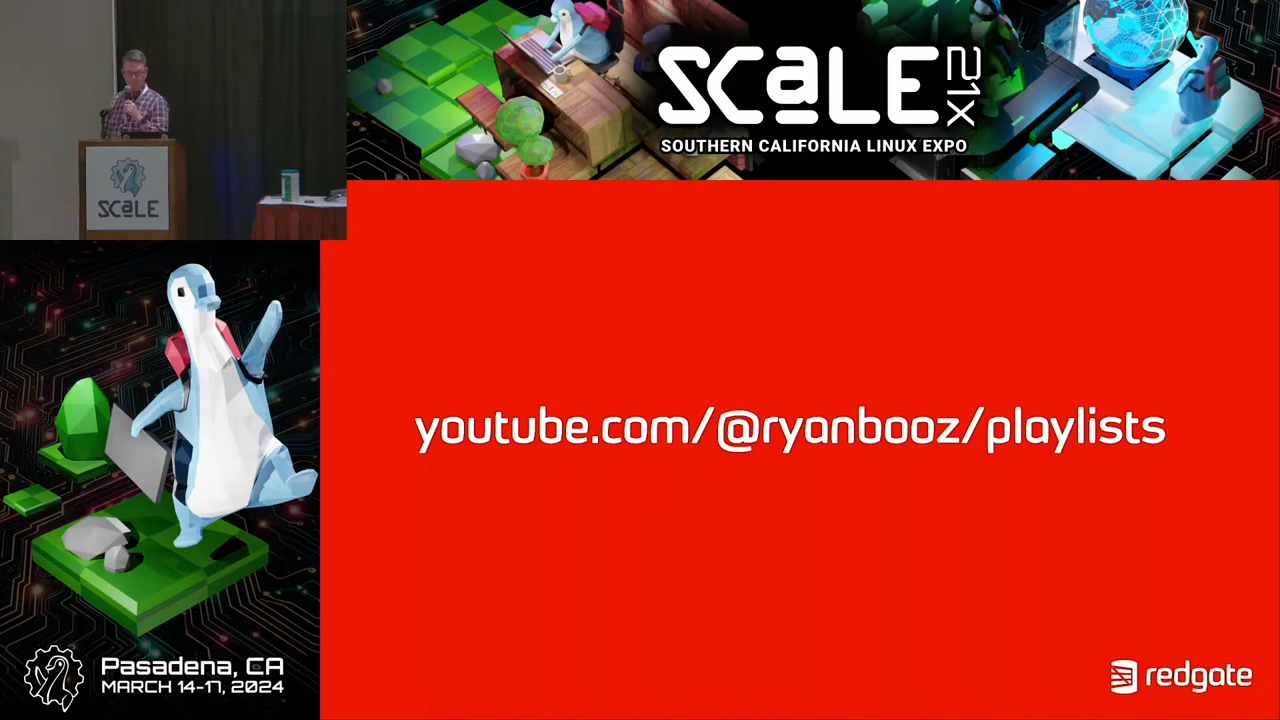 SCaLE
21x
SOUTHERN CALIFORNIA LINUX EXPO
SCaLE
youtube.com/@ryanbooz/playlists
Pasadena, CA
MARCH 14-17, 2024
redgate